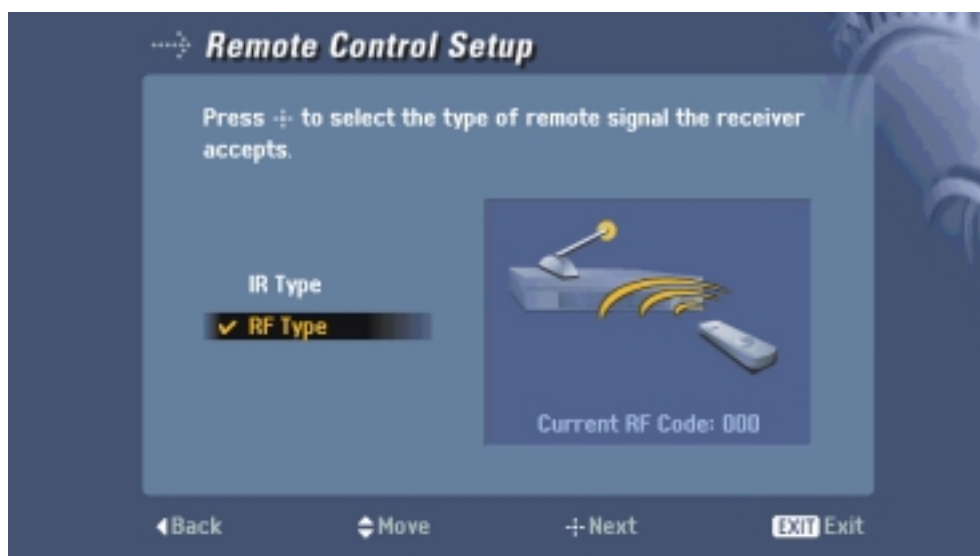 Remote Control Setup
Press ⊹ to select the type of remote signal the receiver
accepts.
IR Type
✔ RF Type
Current RF Code: 000
◀Back ⬍Move ⊹Next EXIT Exit